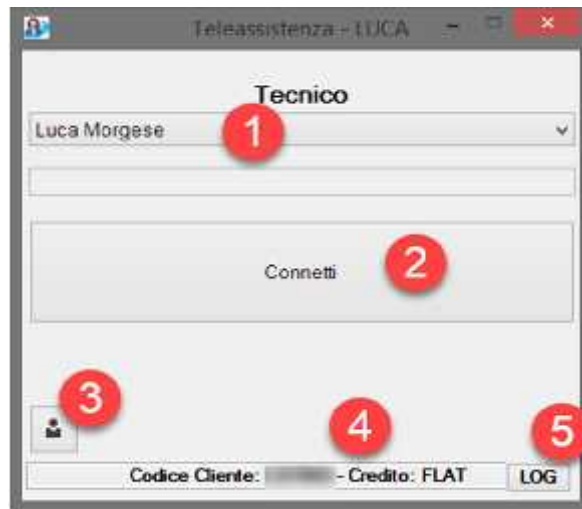 Teleassistenza - LUCA
Tecnico
Luca Morgese
1
Connetti
2
3
4
5
Codice Cliente: - Credito: FLAT
LOG